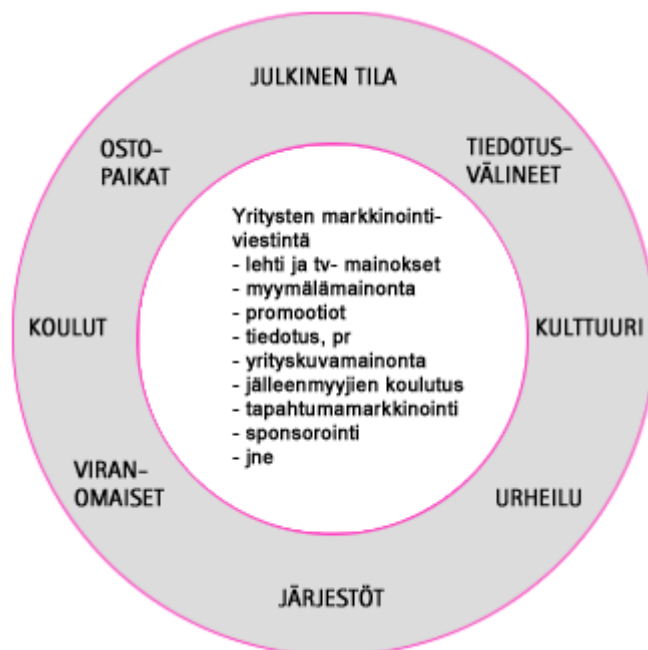 JULKINEN TILA
OSTO-
PAIKAT
TIEDOTUS-
VÄLINEET
Yritysten markkinointi-
viestintä
- lehti ja tv- mainokset
- myymälämainonta
- promootiot
- tiedotus, pr
- yrityskuvamainonta
- jälleenmyyjien koulutus
- tapahtumamarkkinointi
- sponsorointi
- jne
KOULUT
KULTTUURI
VIRAN-
OMAISET
URHEILU
JÄRJESTÖT